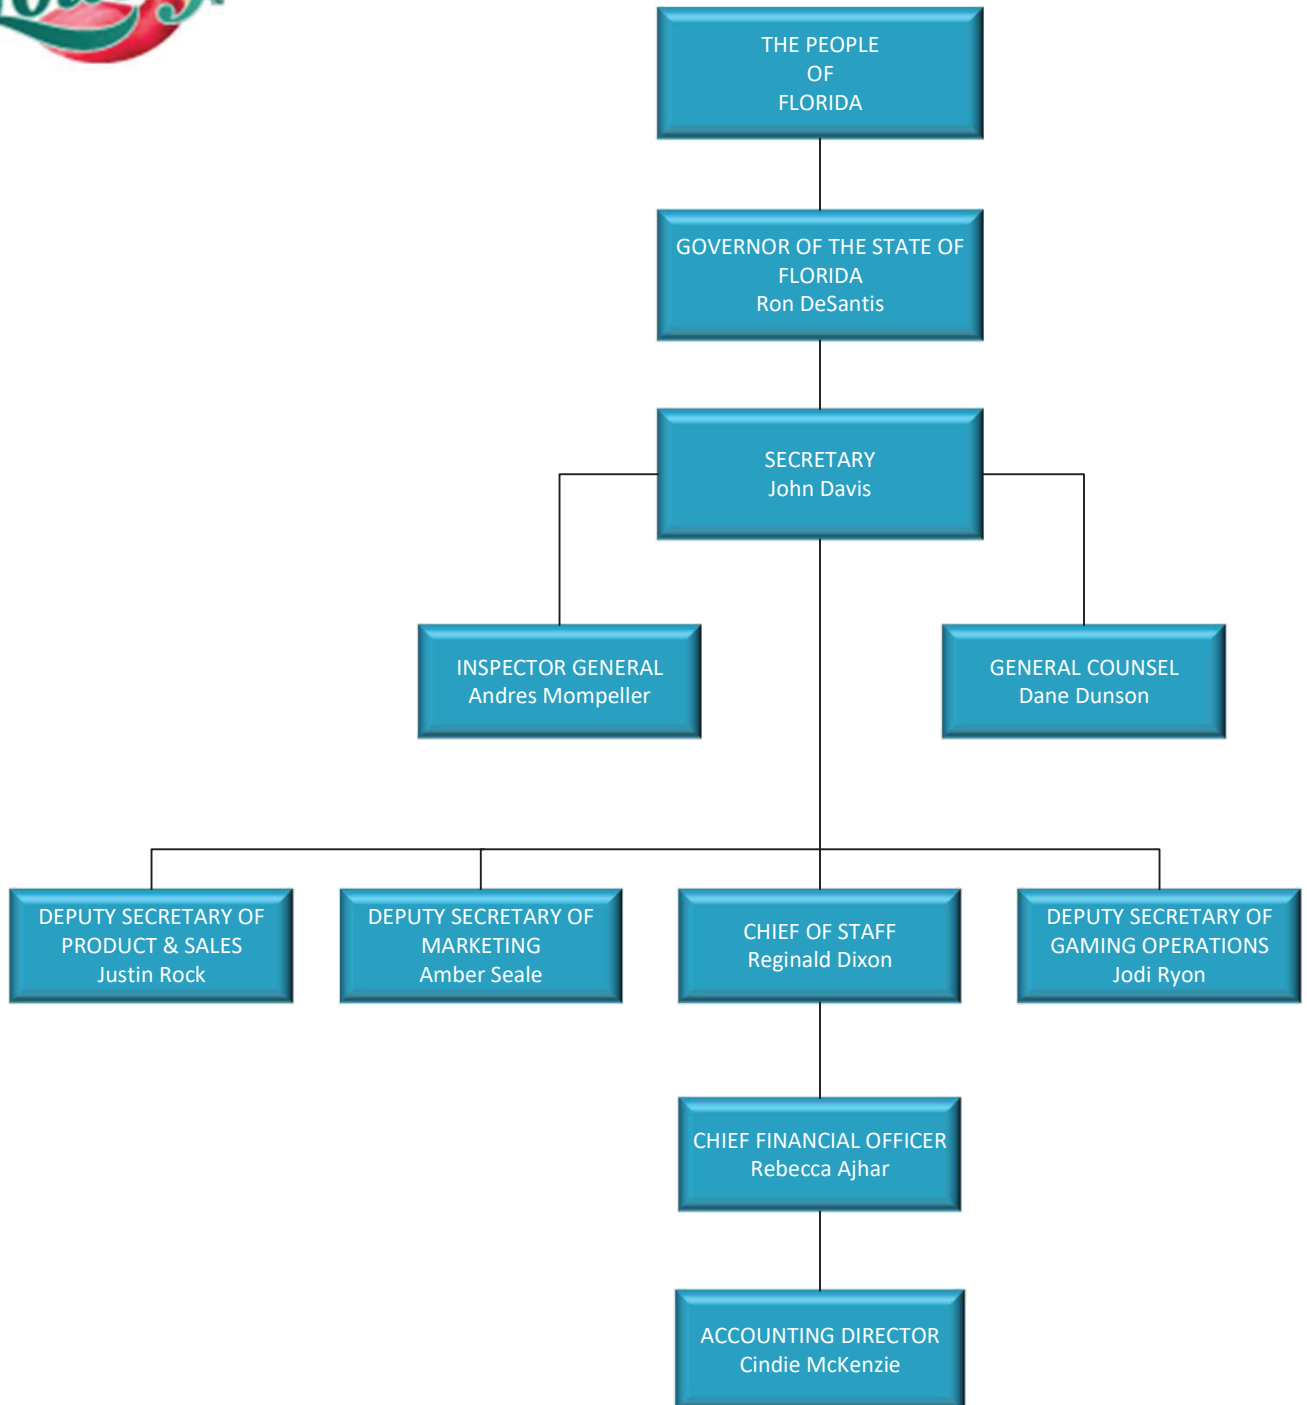 THE PEOPLE
OF
FLORIDA
GOVERNOR OF THE STATE OF
FLORIDA
Ron DeSantis
SECRETARY
John Davis
INSPECTOR GENERAL
Andres Mompeller
GENERAL COUNSEL
Dane Dunson
DEPUTY SECRETARY OF
PRODUCT & SALES
Justin Rock
DEPUTY SECRETARY OF
MARKETING
Amber Seale
CHIEF OF STAFF
Reginald Dixon
DEPUTY SECRETARY OF
GAMING OPERATIONS
Jodi Ryon
CHIEF FINANCIAL OFFICER
Rebecca Ajhar
ACCOUNTING DIRECTOR
Cindie McKenzie